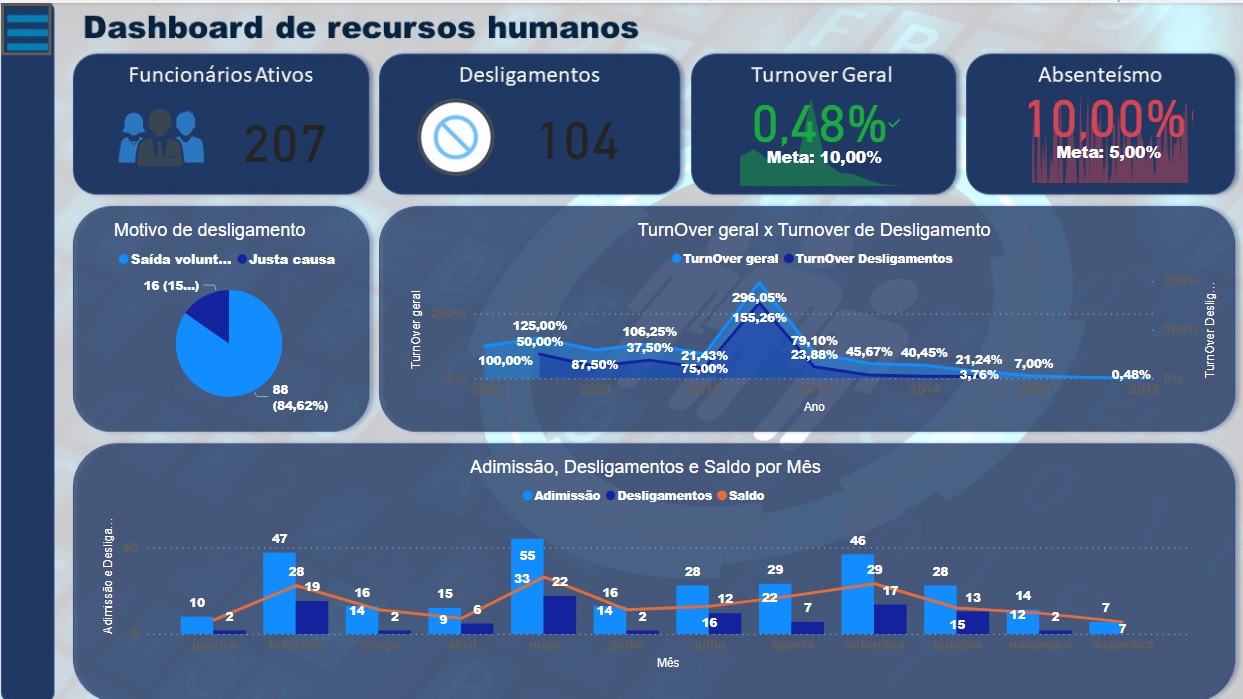 Dashboard de recursos humanos
Funcionários Ativos
207
Desligamentos
104
Turnover Geral
0,48%
Meta: 10,00%
Absenteísmo
10,00%!
Meta: 5,00%
Motivo de desligamento
Saída volunt... Justa causa
16 (15...)
88
(84,62%)
TurnOver geral x Turnover de Desligamento
TurnOver geral TurnOver Desligamentos
TurnOver geral
200%
0%
296,05%
155,26%
125,00%
50,00%
100,00%
87,50%
106,25%
37,50%
21,43%
75,00%
79,10%
23,88%
45,67%
40,45%
21,24%
3,76%
7,00%
0,48%
200%
100%
0%
TurnOver Deslig...
2008 2010 2012 2014 2018
Ano
Admissão, Desligamentos e Saldo por Mês
Admissão Desligamentos Saldo
Admissão e Desliga...
50
0
10 2
47 28 19
16 14 2
15 9 6
55 33 22
16 14 2
28 16 12
29 22 7
46 29 17
28 15 13
14 12 2
7 7
janeiro fevereiro março abril maio junho julho agosto setembro outubro novembro dezembro
Mês